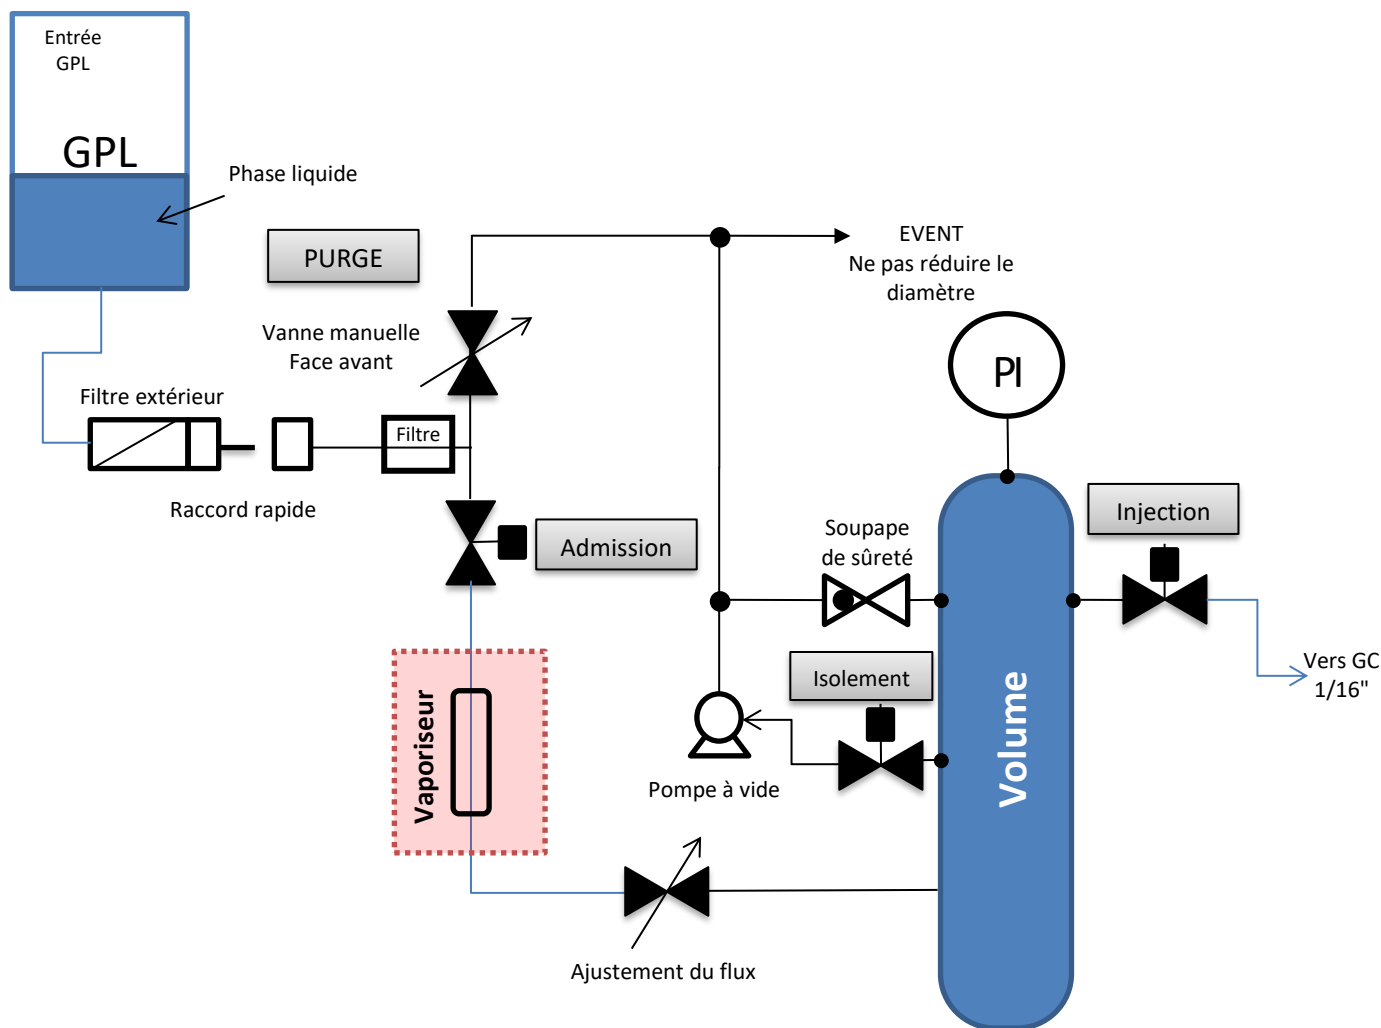 Entrée
GPL
GPL
Phase liquide
PURGE
EVENT
Ne pas réduire le
diamètre
Vanne manuelle
Face avant
PI
Filtre extérieur
Filtre
Raccord rapide
Admission
Soupape
de sûreté
Injection
Isolement
Vers GC
1/16"
Vaporiseur
Volume
Pompe à vide
Ajustement du flux